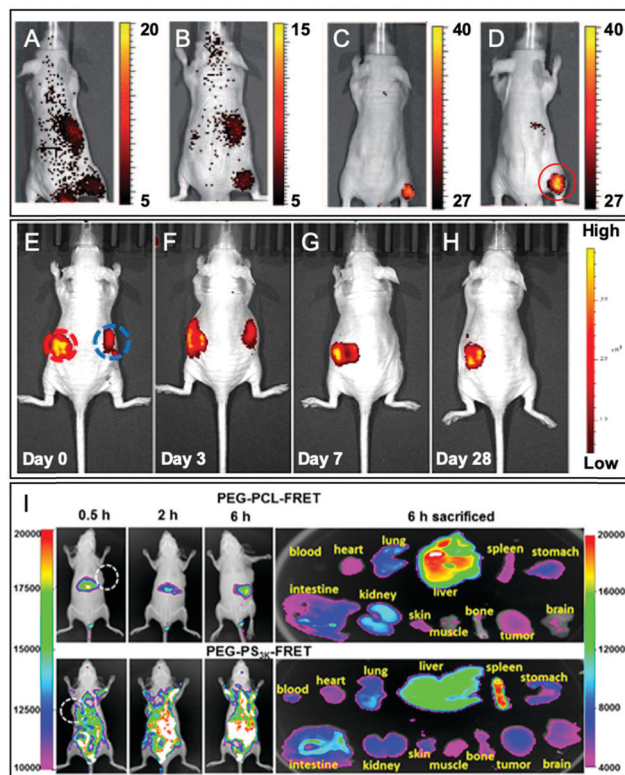 A
20
5
B
15
5
C
40
27
D
40
27
E
Day 0
F
Day 3
G
Day 7
H
Day 28
High
Low
I
PEG-PCL-FRET
0.5 h
2 h
6 h
6 h sacrificed
20000
17500
15000
12500
10000
blood
heart
lung
liver
spleen
stomach
intestine
kidney
skin
muscle
bone
tumor
brain
PEG-PS3K-FRET
blood
heart
lung
liver
spleen
stomach
intestine
kidney
skin
muscle
bone
tumor
brain
20000
16000
12000
8000
4000